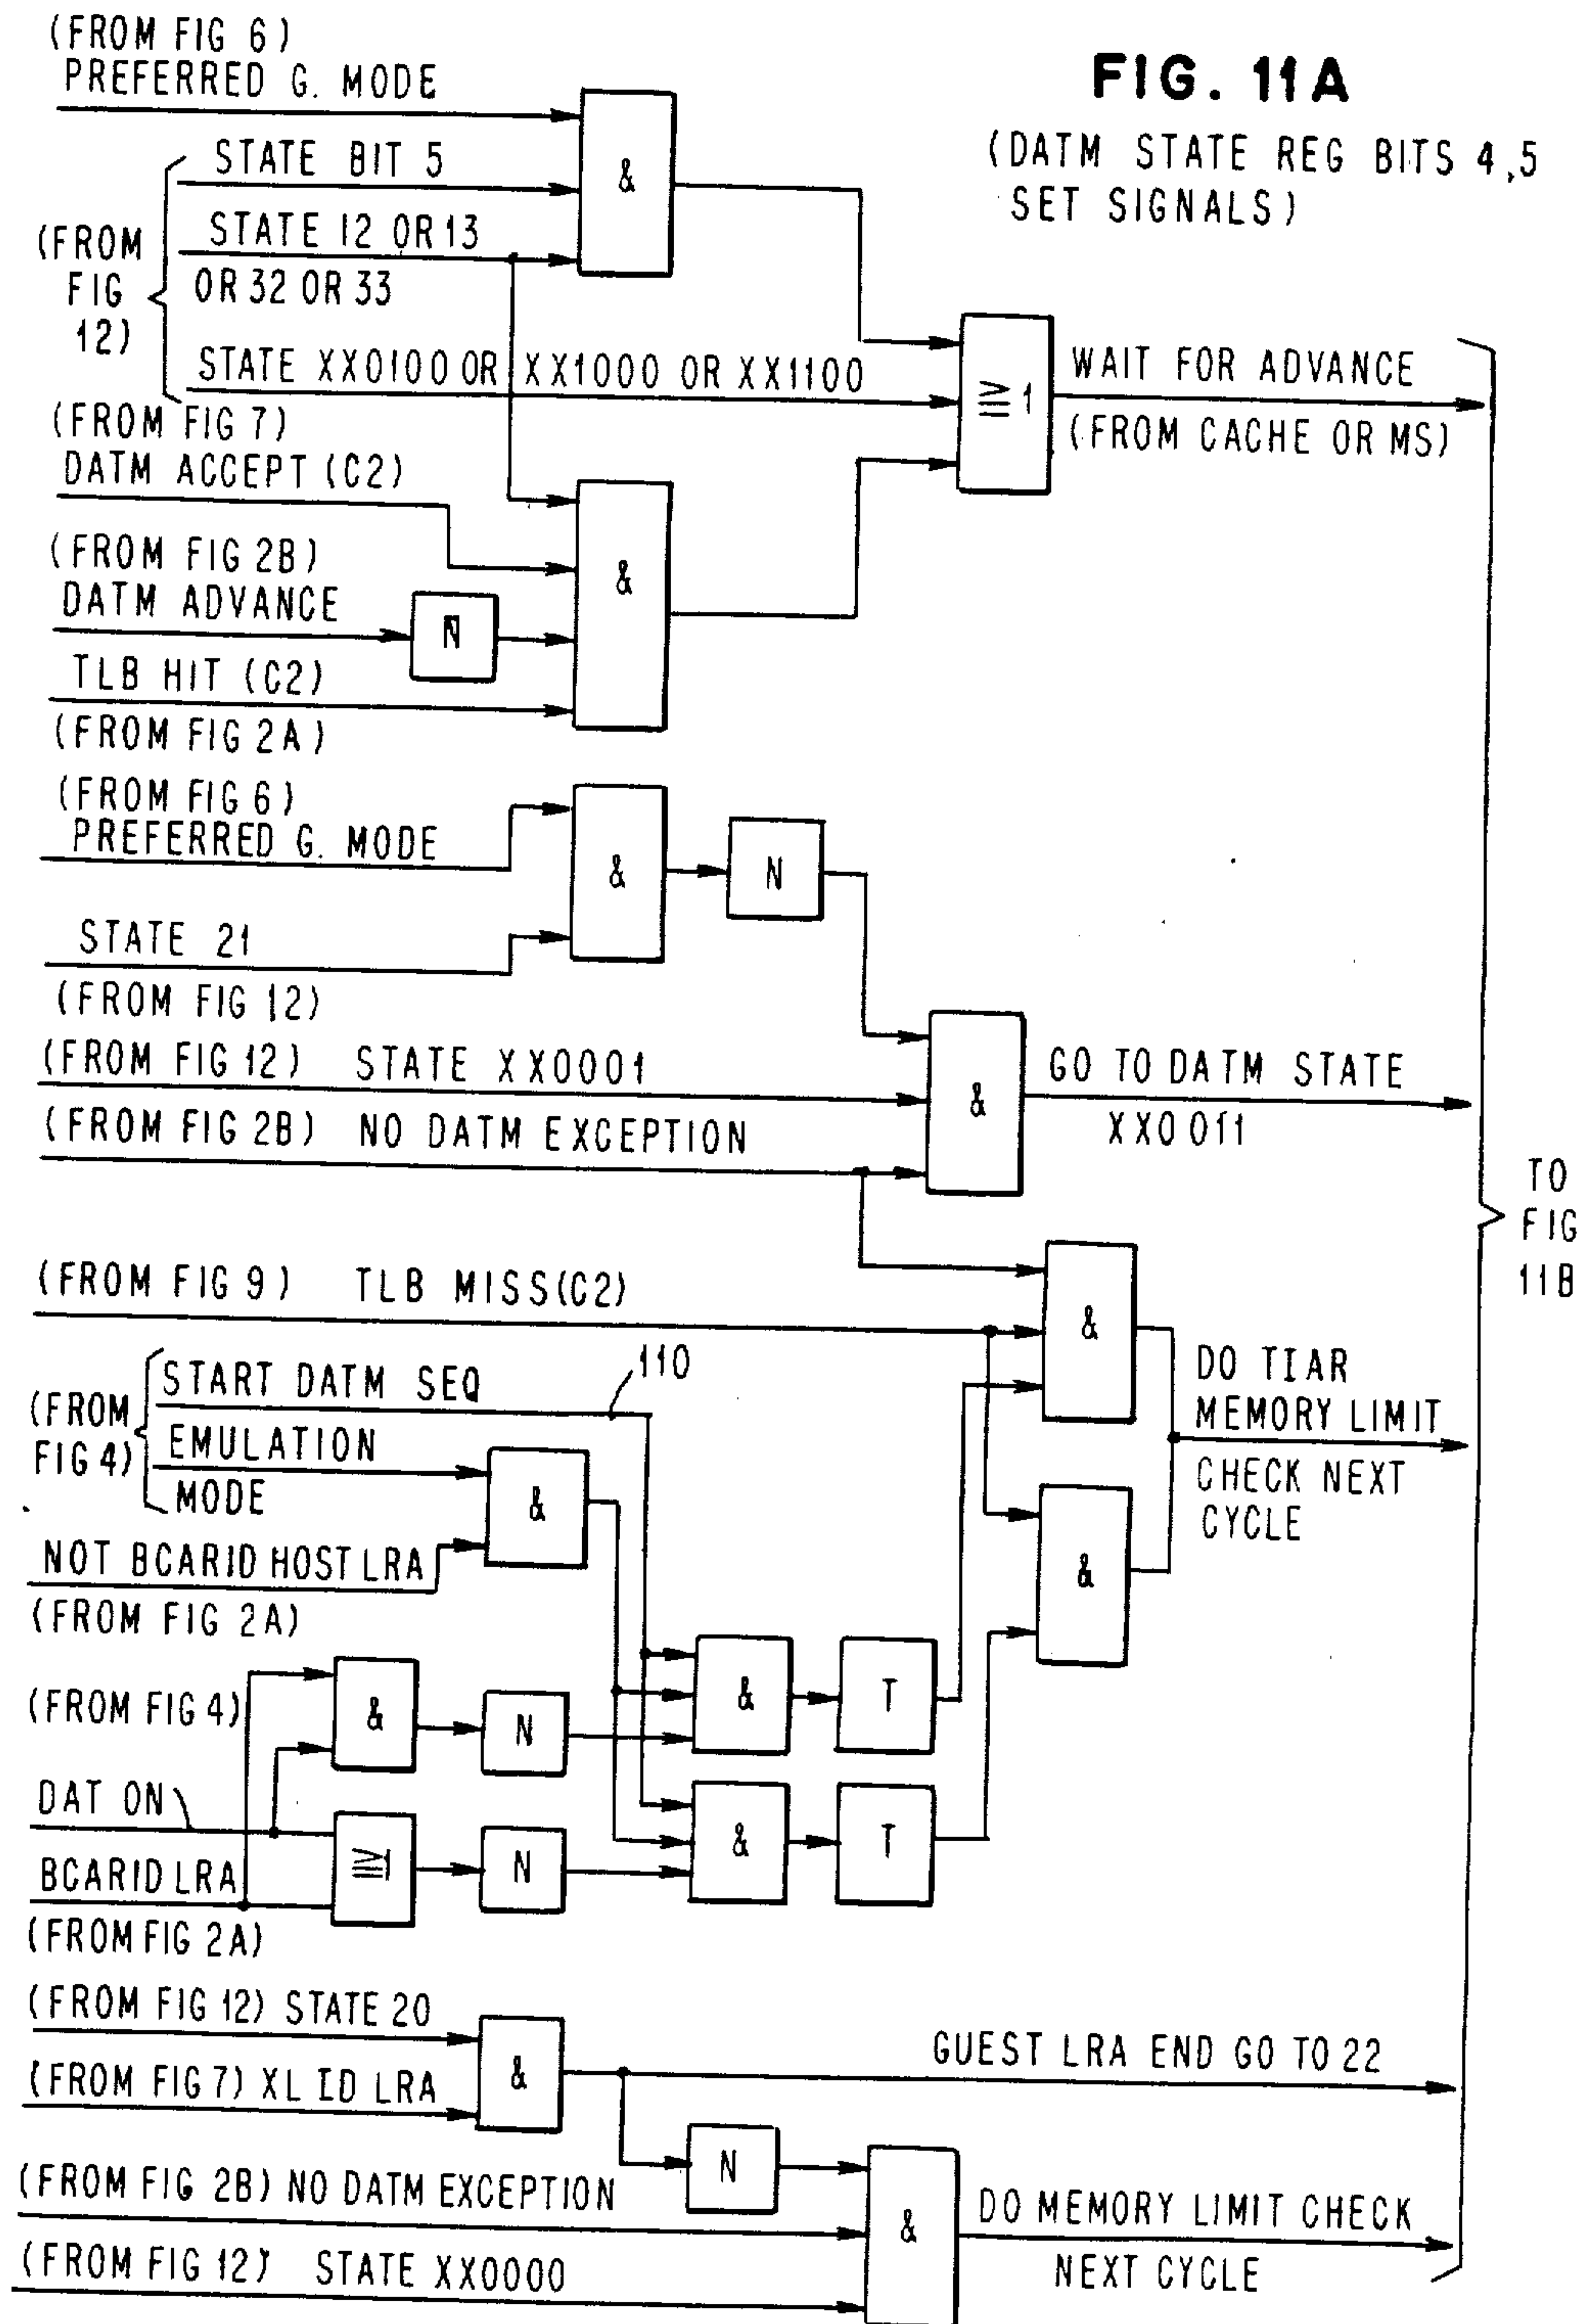 (FROM FIG 6)
PREFERRED G. MODE
FIG. 11A
(DATM STATE REG BITS 4,5
SET SIGNALS)
STATE BIT 5
&
(FROM
FIG
12)
STATE 12 OR 13
OR 32 OR 33
STATE XX0100 OR XX1000 OR XX1100
≧ 1
WAIT FOR ADVANCE
(FROM CACHE OR MS)
(FROM FIG 7)
DATM ACCEPT (C2)
(FROM FIG 2B)
DATM ADVANCE
N
&
TLB HIT (C2)
(FROM FIG 2A)
(FROM FIG 6)
PREFERRED G. MODE
&
N
STATE 21
(FROM FIG 12)
(FROM FIG 12) STATE XX0001
&
GO TO DATM STATE
XX0011
(FROM FIG 2B) NO DATM EXCEPTION
TO
FIG
11B
(FROM FIG 9) TLB MISS(C2)
&
DO TIAR
MEMORY LIMIT
CHECK NEXT
CYCLE
110
(FROM
FIG 4)
START DATM SEQ
EMULATION
MODE
&
&
NOT BCARID HOST LRA
(FROM FIG 2A)
(FROM FIG 4)
&
N
&
T
DAT ON
≧1
N
&
T
BCARID LRA
(FROM FIG 2A)
(FROM FIG 12) STATE 20
&
GUEST LRA END GO TO 22
(FROM FIG 7) XL ID LRA
N
(FROM FIG 2B) NO DATM EXCEPTION
&
DO MEMORY LIMIT CHECK
NEXT CYCLE
(FROM FIG 12) STATE XX0000